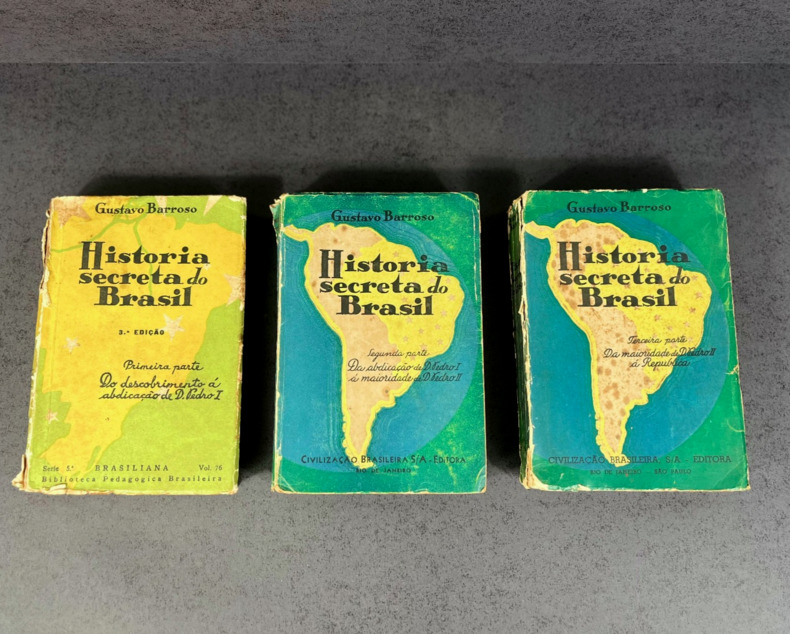 Gustavo Barroso
Historia
secreta do
Brasil
3.ª EDIÇÃO
Primeira parte
Do descobrimento á
abdicação de D. Pedro I
Serie 5.ª BRASILIANA Vol. 76
Bibliotheca Pedagogica Brasileira
Gustavo Barroso
Historia
secreta do
Brasil
Segunda parte
Da abdicação de D. Pedro I
á maioridade de D. Pedro II
CIVILIZAÇÃO BRASILEIRA S/A - EDITORA
RIO DE JANEIRO
Gustavo Barroso
Historia
secreta do
Brasil
Terceira parte
Da maioridade de D. Pedro II
á Republica
CIVILIZAÇÃO BRASILEIRA, S/A - EDITORA
RIO DE JANEIRO SÃO PAULO